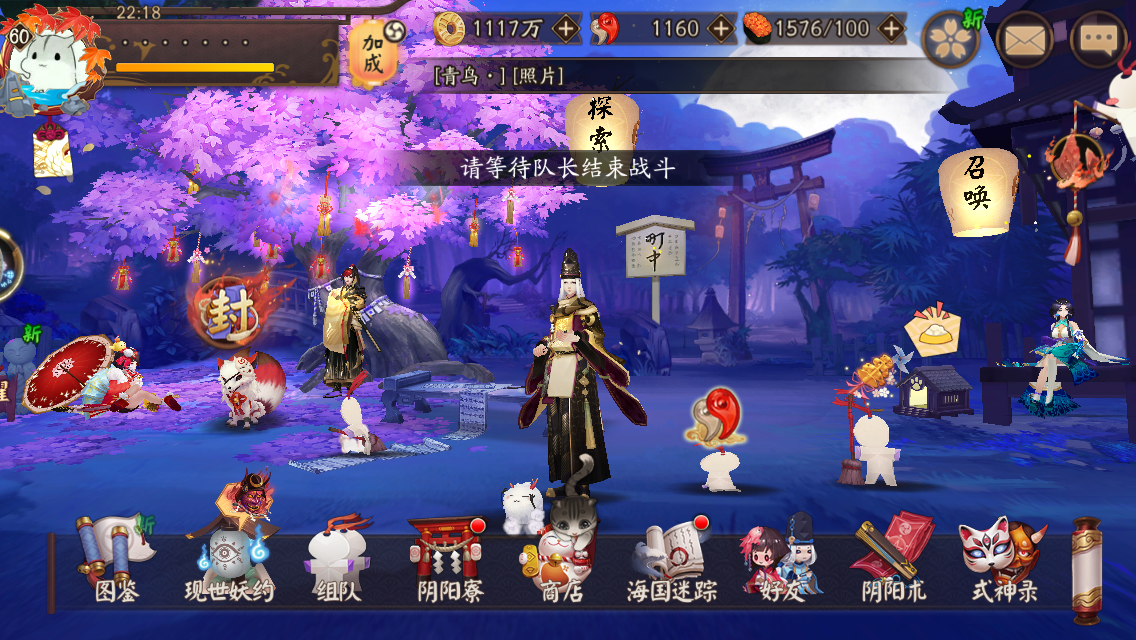 22:18
60
加成
1117万
1160
1576/100
新
[青鸟·][照片]
探索
请等待队长结束战斗
召唤
町中
封
新
新
图鉴
现世妖约
组队
阴阳寮
商店
海国迷踪
好友
阴阳术
式神录